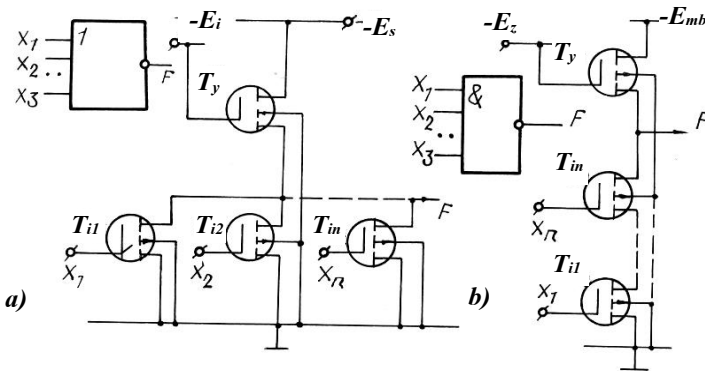 1
X1
X2
..
X3
F
-Ei
-Es
Ty
Ti1
Ti2
Tin
F
X1
X2
Xn
a)
&
X1
X2
..
X3
F
-Ez
-Emb
Ty
F
Tin
Xn
Ti1
X1
b)